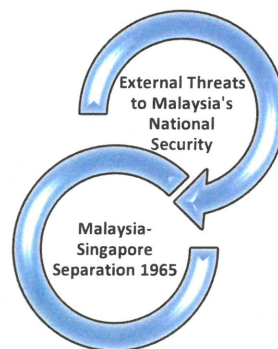 External Threats
to Malaysia's
National
Security
Malaysia-
Singapore
Separation 1965